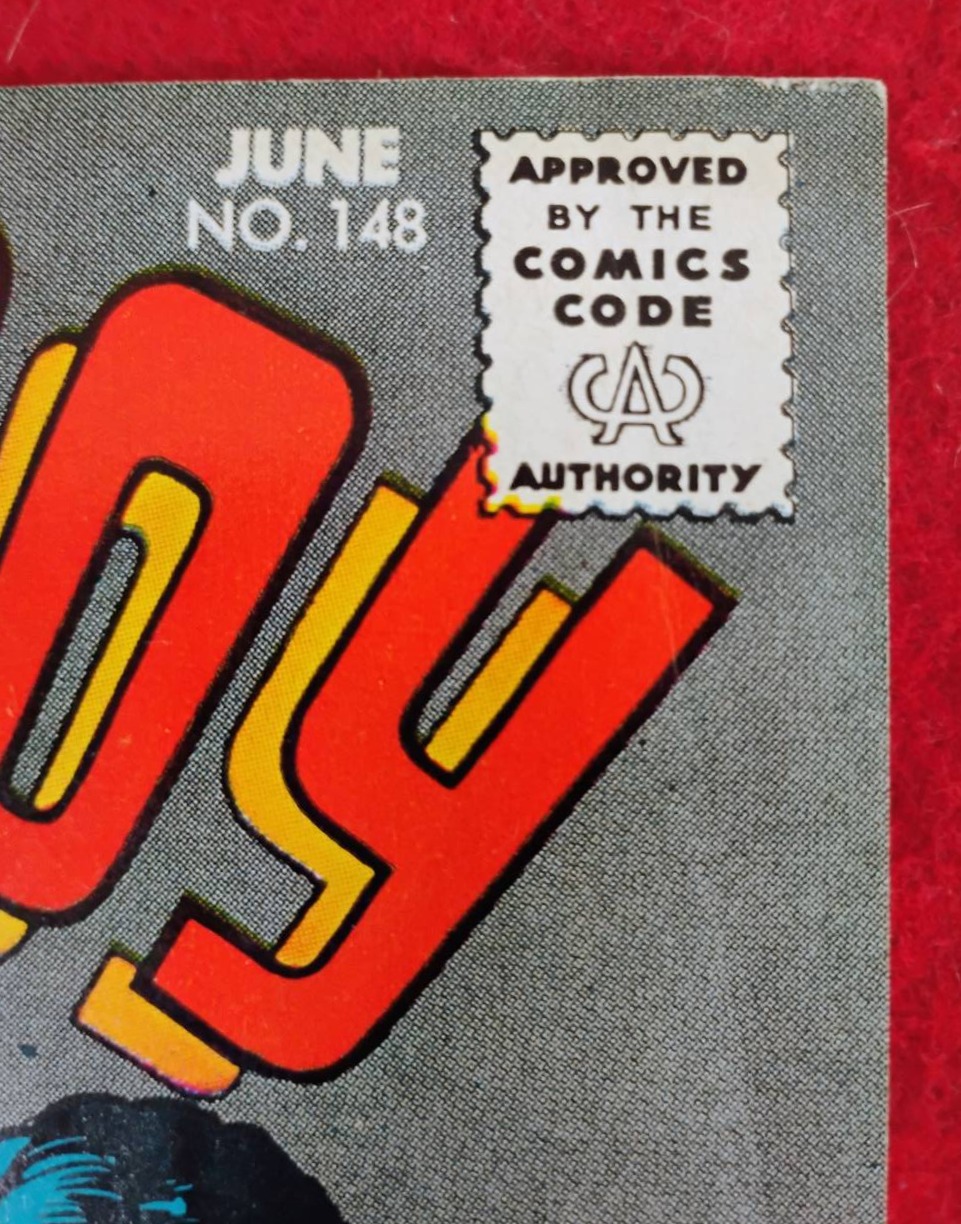 JUNE
NO. 148
APPROVED
BY THE
COMICS
CODE
CA
AUTHORITY
y